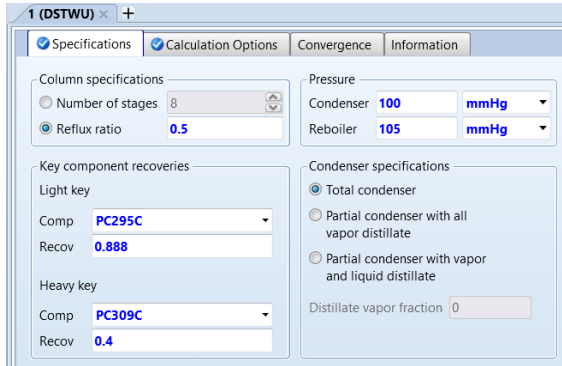 1 (DSTWU) × +
Specifications Calculation Options Convergence Information
Column specifications
Number of stages 8
Reflux ratio 0.5
Pressure
Condenser 100 mmHg
Reboiler 105 mmHg
Key component recoveries
Light key
Comp PC295C
Recov 0.888
Heavy key
Comp PC309C
Recov 0.4
Condenser specifications
Total condenser
Partial condenser with all
vapor distillate
Partial condenser with vapor
and liquid distillate
Distillate vapor fraction 0